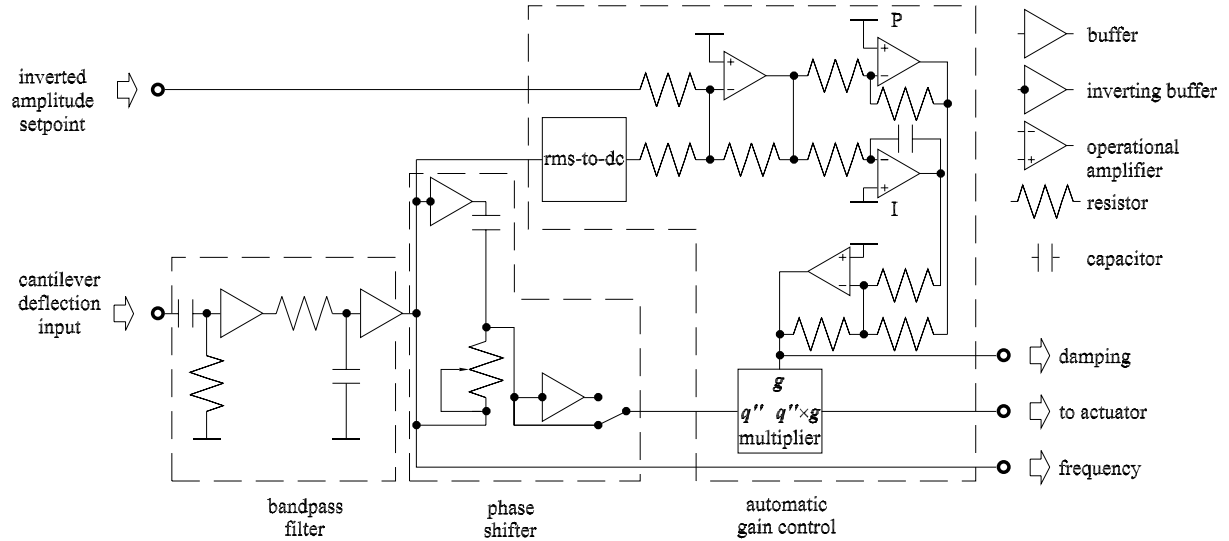 inverted
amplitude
setpoint
P
rms-to-dc
I
buffer
inverting buffer
operational
amplifier
resistor
capacitor
cantilever
deflection
input
damping
to actuator
frequency
g
q'' q''×g
multiplier
bandpass
filter
phase
shifter
automatic
gain control